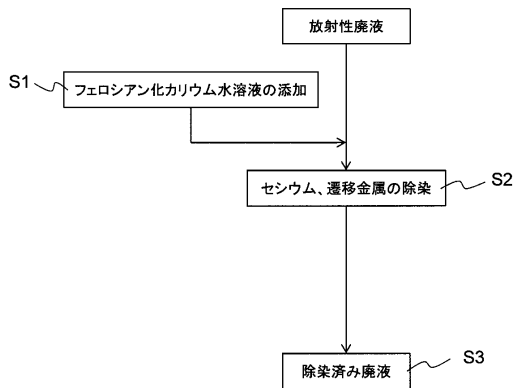 放射性廃液
S1
フェロシアン化カリウム水溶液の添加
セシウム、遷移金属の除染
S2
除染済み廃液
S3